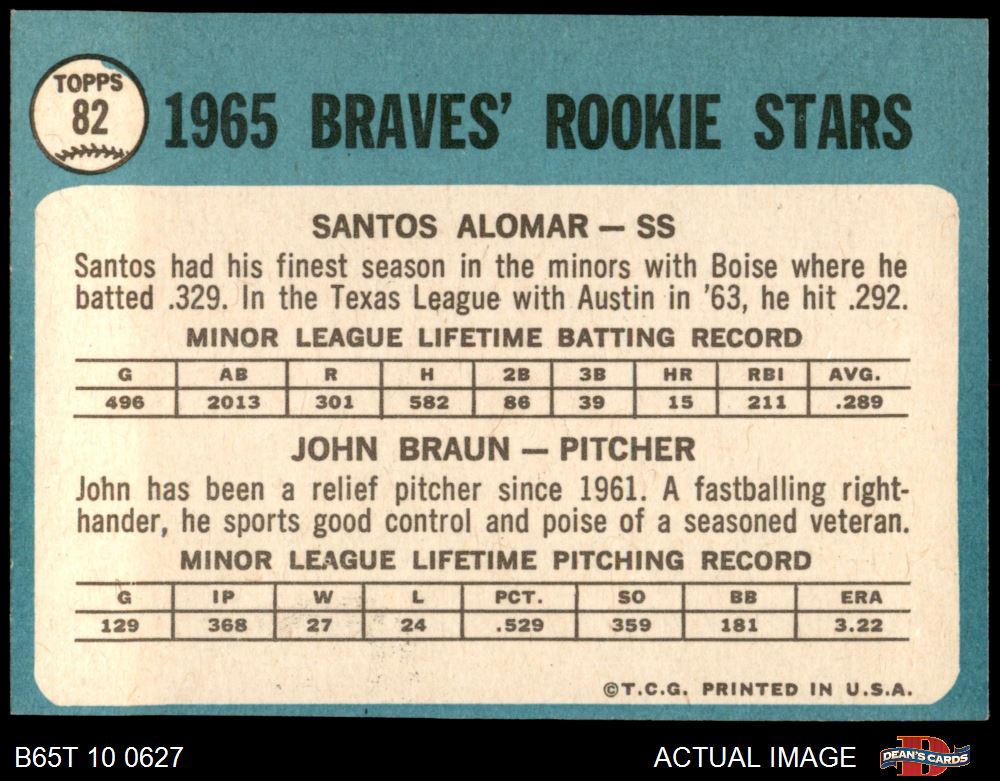 TOPPS
82
1965 BRAVES' ROOKIE STARS
SANTOS ALOMAR — SS
Santos had his finest season in the minors with Boise where he
batted .329. In the Texas League with Austin in '63, he hit .292.
MINOR LEAGUE LIFETIME BATTING RECORD
G AB R H 2B 3B HR RBI AVG.
496 2013 301 582 86 39 15 211 .289
JOHN BRAUN — PITCHER
John has been a relief pitcher since 1961. A fastballing right-
hander, he sports good control and poise of a seasoned veteran.
MINOR LEAGUE LIFETIME PITCHING RECORD
G IP W L PCT. SO BB ERA
129 368 27 24 .529 359 181 3.22
©T.C.G. PRINTED IN U.S.A.
B65T 10 0627
ACTUAL IMAGE
DEAN'S CARDS